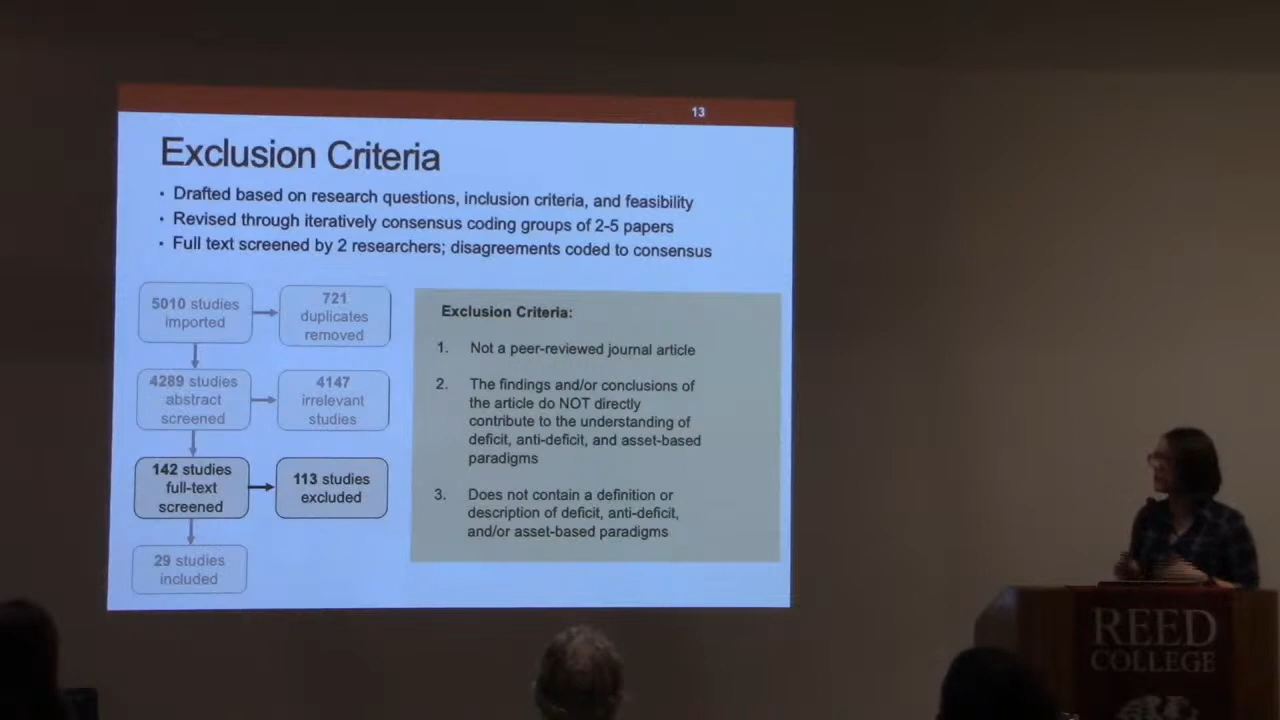 13
Exclusion Criteria
• Drafted based on research questions, inclusion criteria, and feasibility
• Revised through iteratively consensus coding groups of 2-5 papers
• Full text screened by 2 researchers; disagreements coded to consensus
5010 studies
imported
721
duplicates
removed
4289 studies
abstract
screened
4147
irrelevant
studies
142 studies
full-text
screened
113 studies
excluded
29 studies
included
Exclusion Criteria:
1. Not a peer-reviewed journal article
2. The findings and/or conclusions of
the article do NOT directly
contribute to the understanding of
deficit, anti-deficit, and asset-based
paradigms
3. Does not contain a definition or
description of deficit, anti-deficit,
and/or asset-based paradigms
REED
COLLEGE